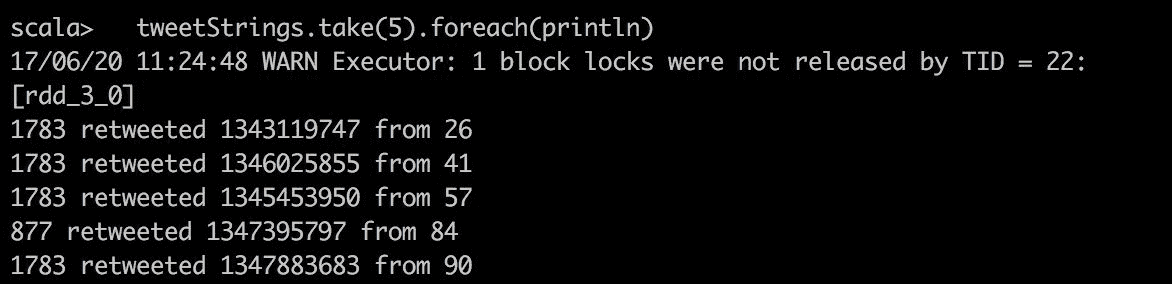 scala>   tweetStrings.take(5).foreach(println)
17/06/20 11:24:48 WARN Executor: 1 block locks were not released by TID = 22:
[rdd_3_0]
1783 retweeted 1343119747 from 26
1783 retweeted 1346025855 from 41
1783 retweeted 1345453950 from 57
877 retweeted 1347395797 from 84
1783 retweeted 1347883683 from 90